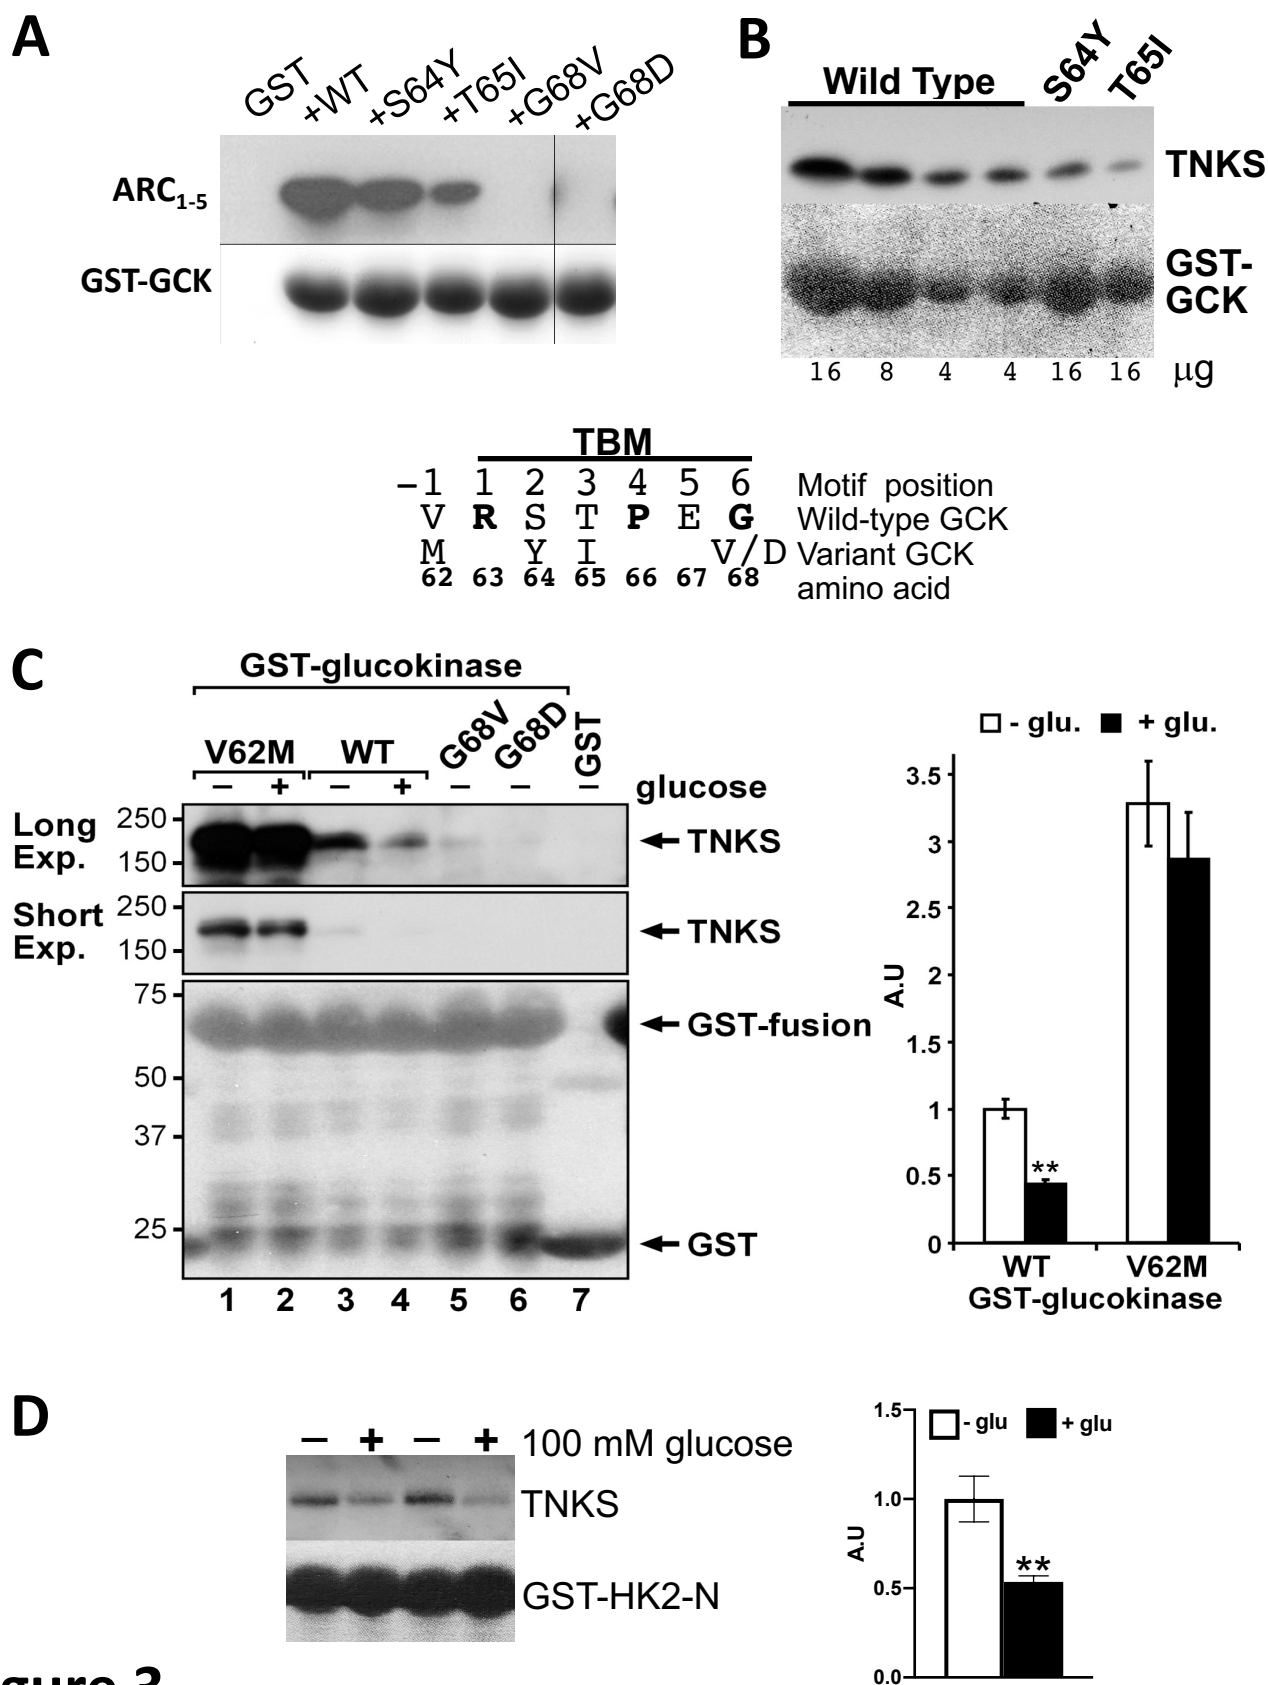 A
GST
+WT
+S64Y
+T65I
+G68V
+G68D
ARC1-5
GST-GCK
B
Wild Type
S64Y
T65I
TNKS
GST-
GCK
16 8 4 4 16 16 μg
TBM
−1 1 2 3 4 5 6 Motif position
V R S T P E G Wild-type GCK
M Y I V/D Variant GCK
62 63 64 65 66 67 68 amino acid
C
GST-glucokinase
V62M WT G68V G68D GST
− + − + − − − glucose
Long
Exp.
250
150
TNKS
Short
Exp.
250
150
TNKS
75
GST-fusion
50
37
25
GST
1 2 3 4 5 6 7
- glu. + glu.
3.5
3
2.5
2
1.5
1
0.5
0
A.U
**
WT V62M
GST-glucokinase
D
− + − + 100 mM glucose
TNKS
GST-HK2-N
1.5
1.0
0.5
0.0
A.U
- glu + glu
**
gure 3